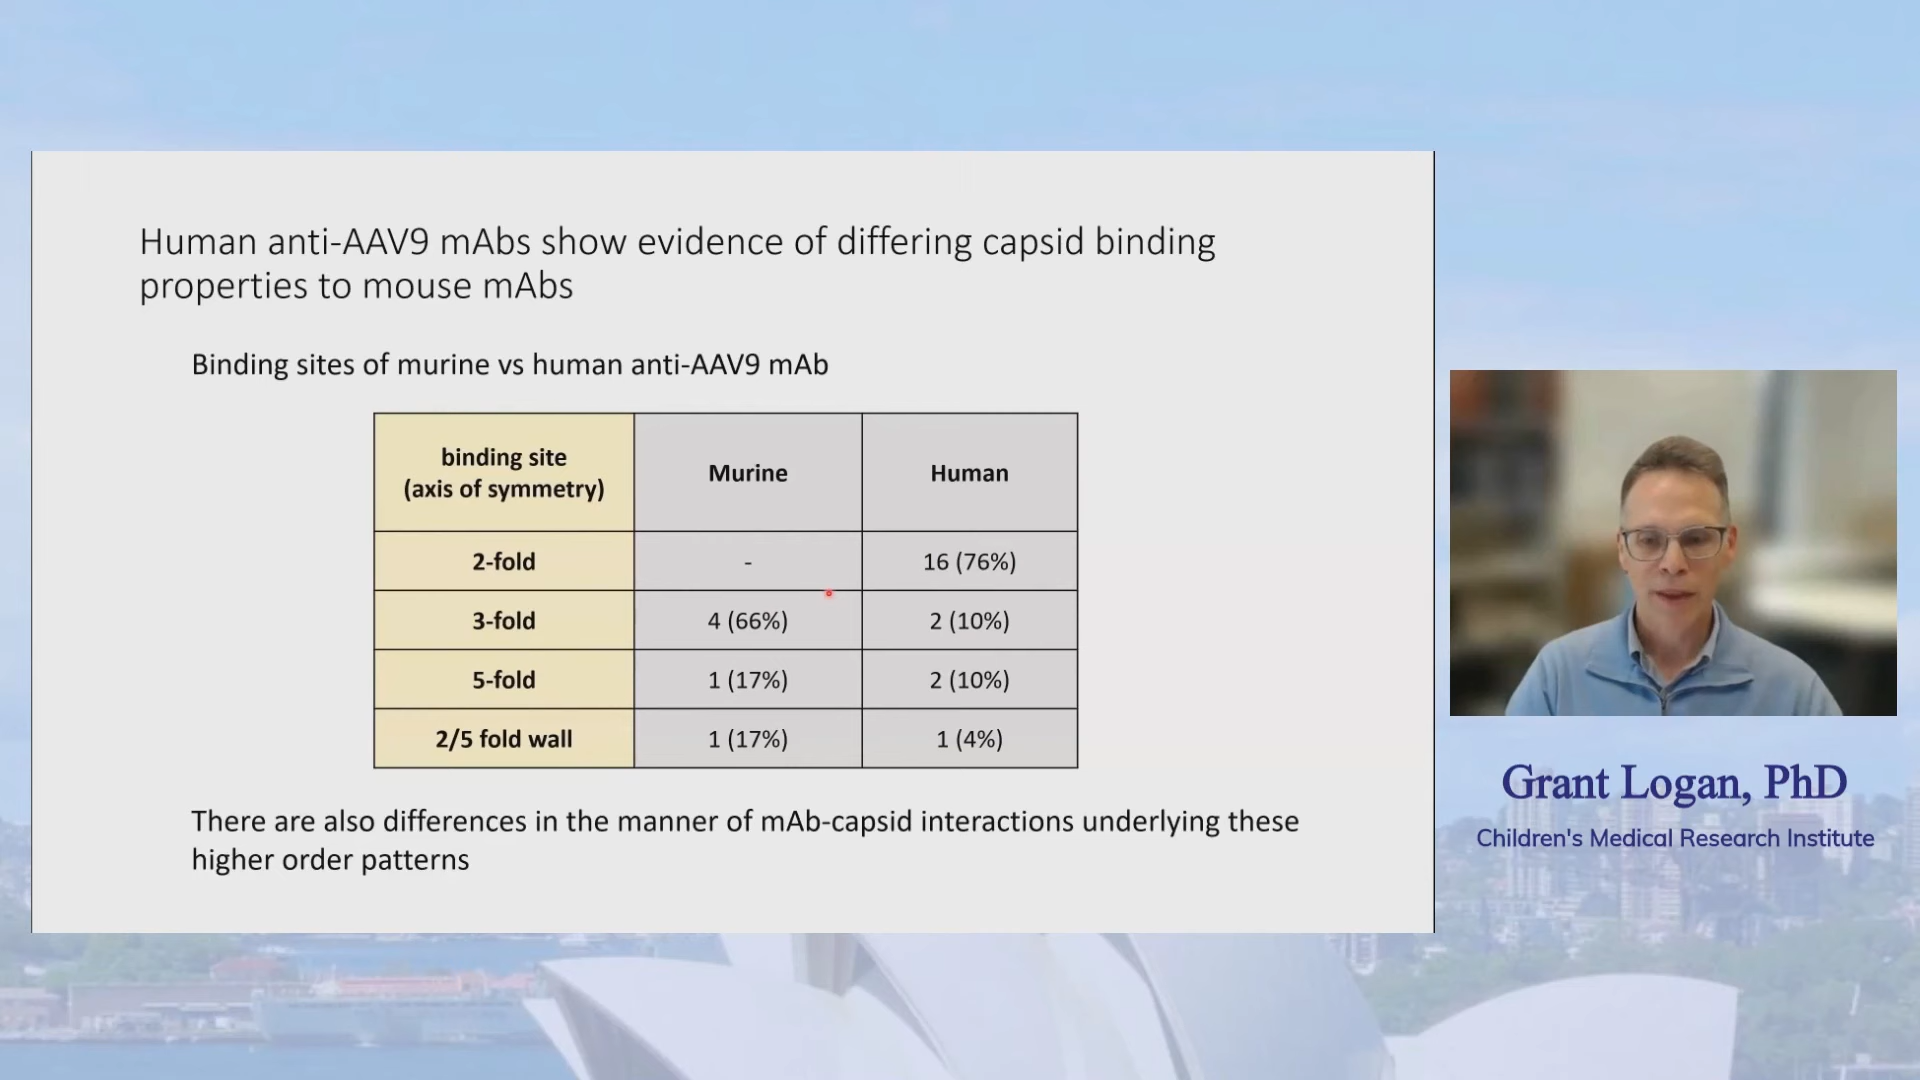 Human anti-AAV9 mAbs show evidence of differing capsid binding
properties to mouse mAbs
Binding sites of murine vs human anti-AAV9 mAb
binding site
(axis of symmetry)
Murine
Human
2-fold
-
16 (76%)
3-fold
4 (66%)
2 (10%)
5-fold
1 (17%)
2 (10%)
2/5 fold wall
1 (17%)
1 (4%)
There are also differences in the manner of mAb-capsid interactions underlying these
higher order patterns
Grant Logan, PhD
Children's Medical Research Institute